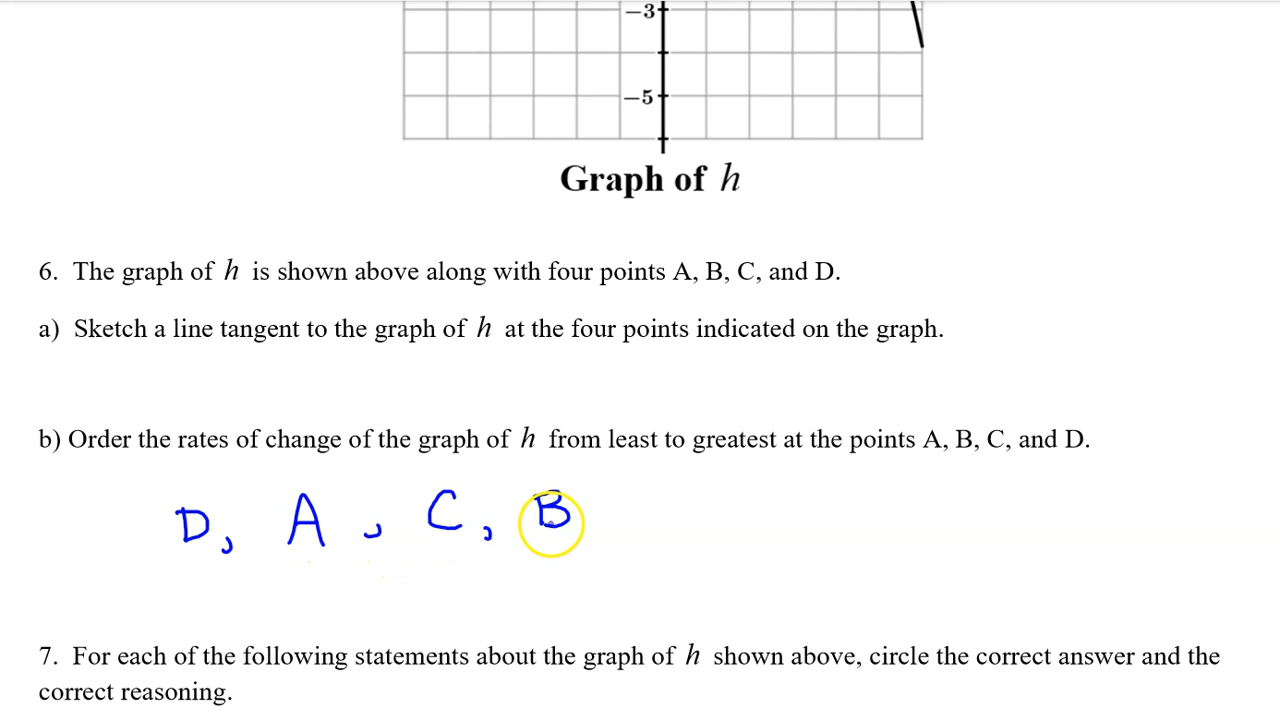 −3
−5
Graph of h
6. The graph of h is shown above along with four points A, B, C, and D.
a) Sketch a line tangent to the graph of h at the four points indicated on the graph.
b) Order the rates of change of the graph of h from least to greatest at the points A, B, C, and D.
D, A, C, B
7. For each of the following statements about the graph of h shown above, circle the correct answer and the
correct reasoning.